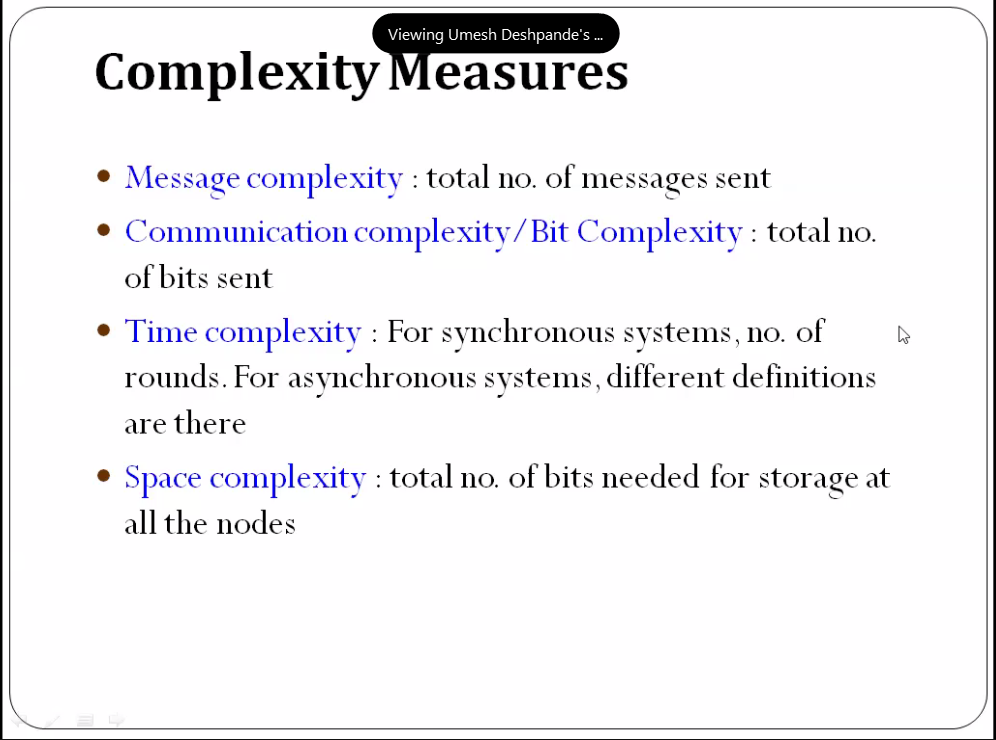 Viewing Umesh Deshpande's ...
Complexity Measures
• Message complexity : total no. of messages sent
• Communication complexity/Bit Complexity : total no.
of bits sent
• Time complexity : For synchronous systems, no. of
rounds. For asynchronous systems, different definitions
are there
• Space complexity : total no. of bits needed for storage at
all the nodes